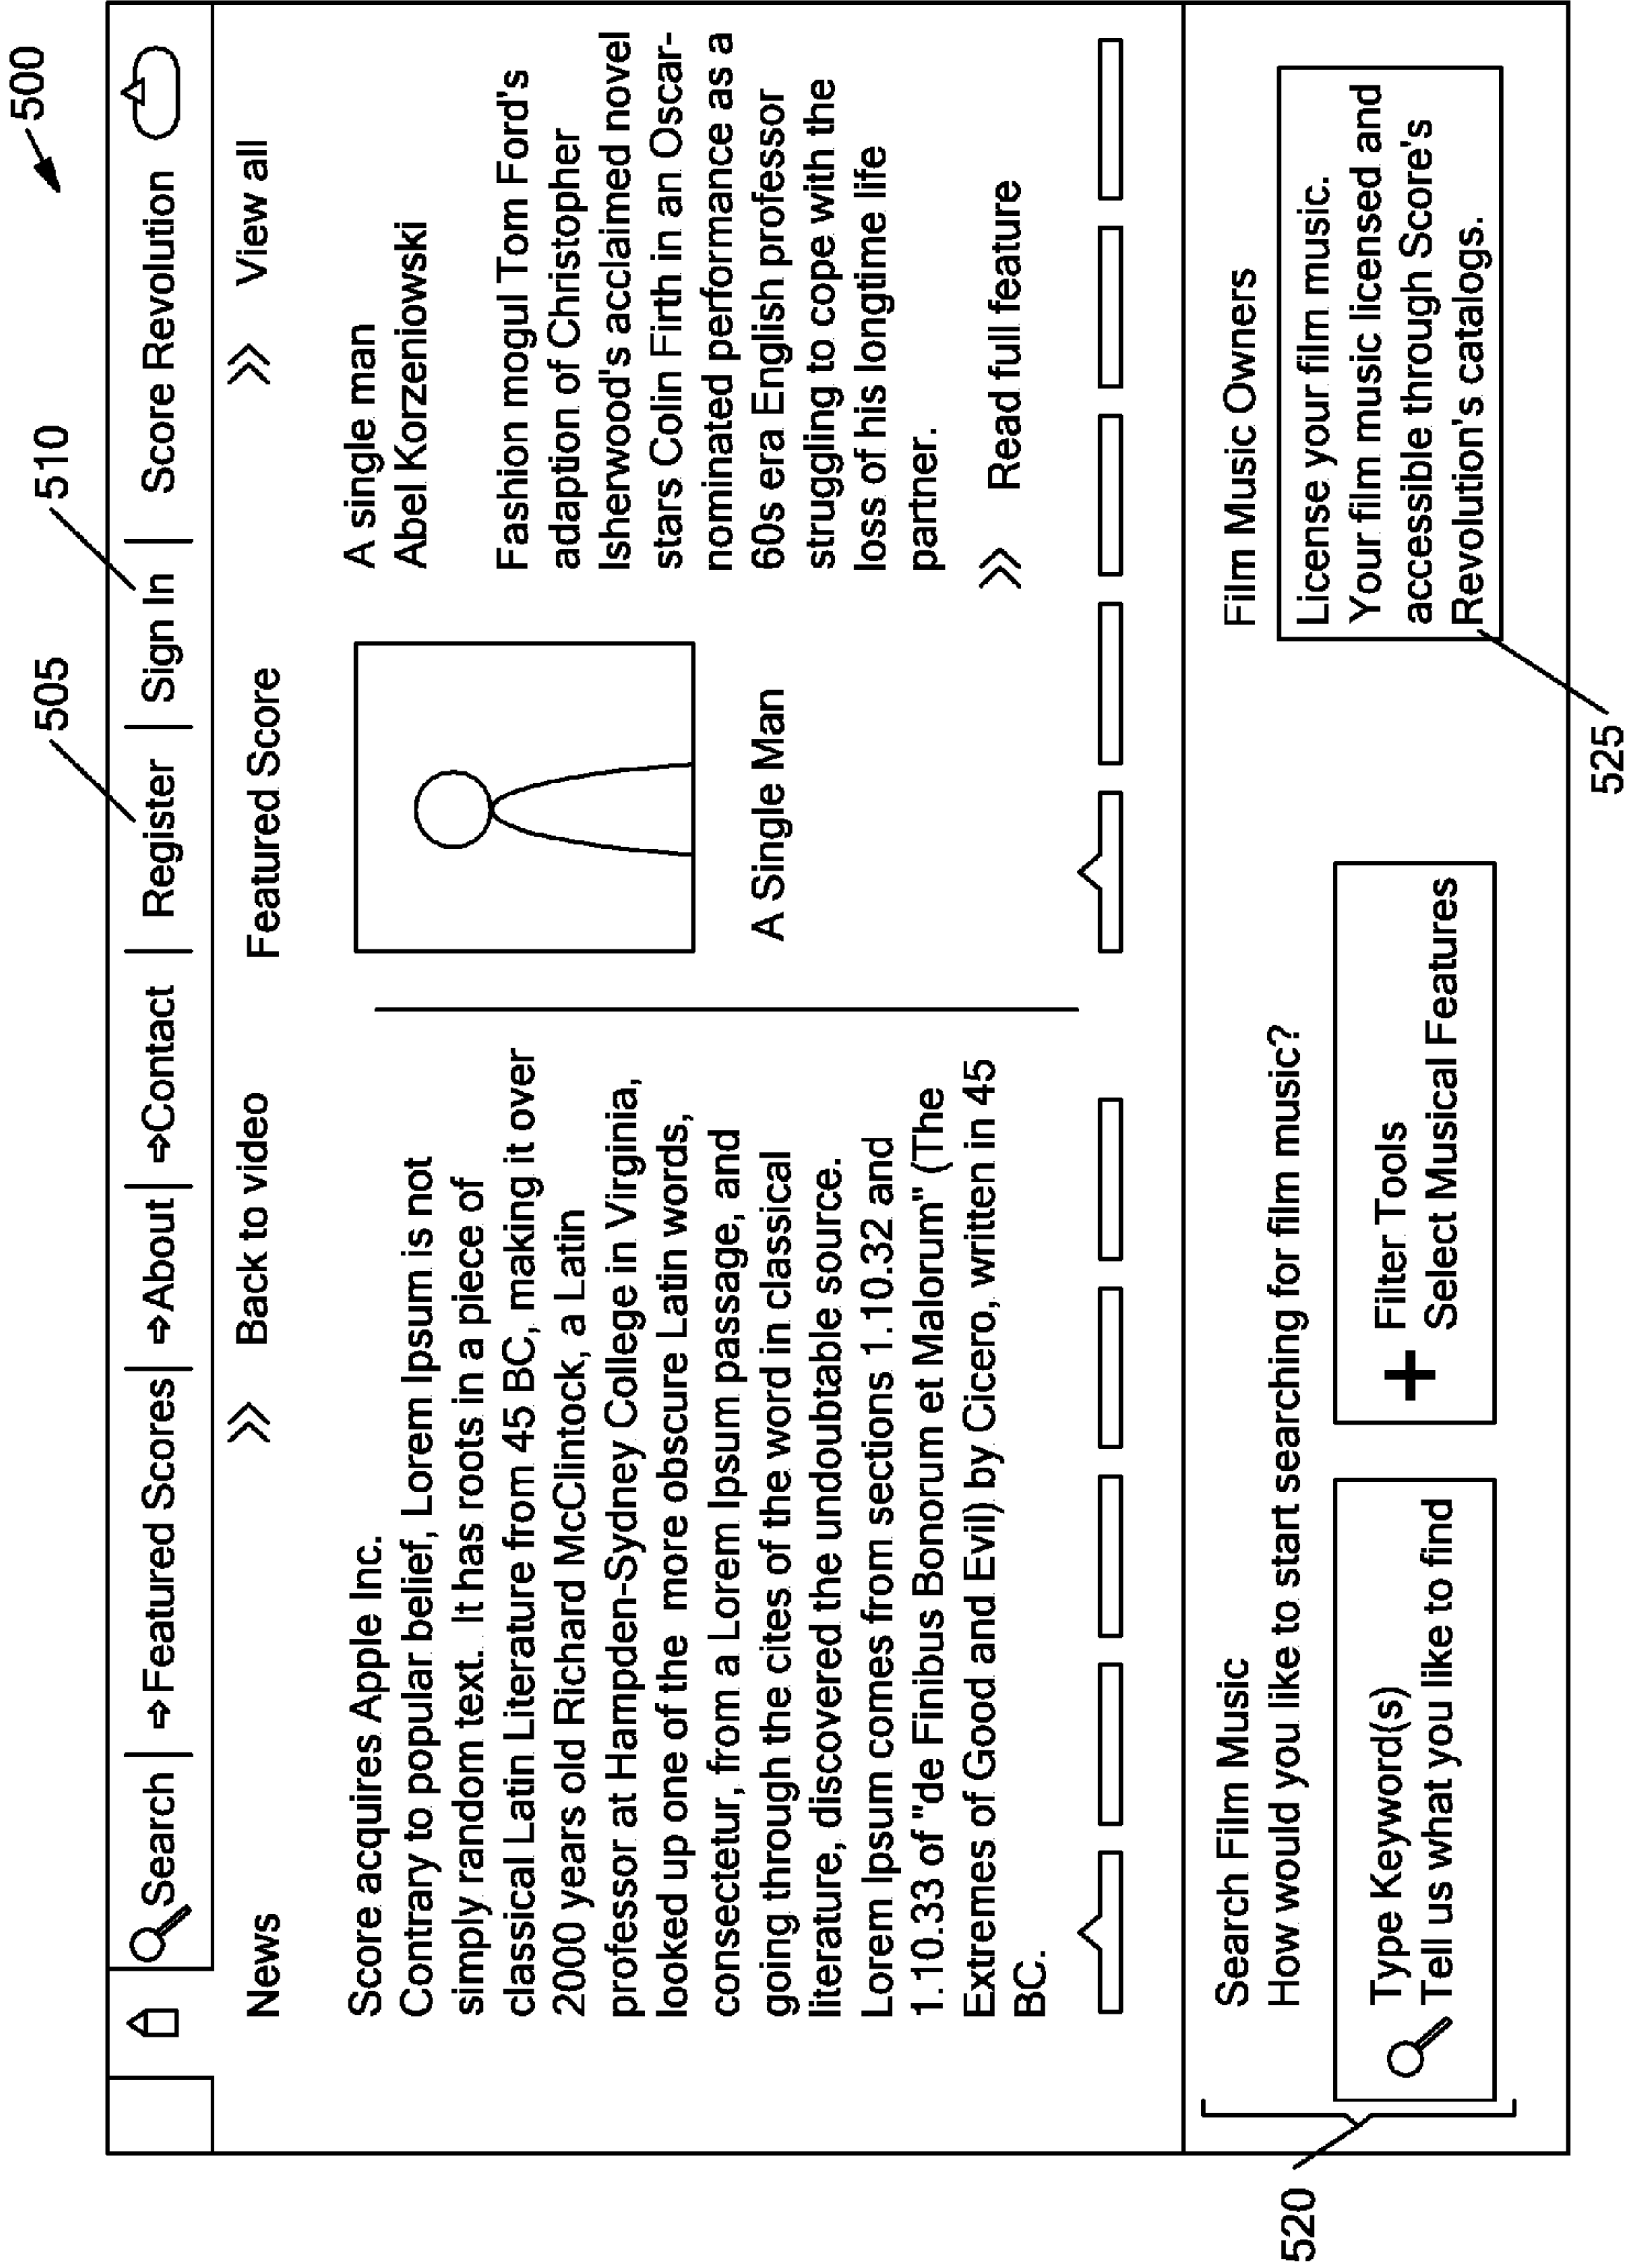 500
505
510
Search ⇨Featured Scores ⇨About ⇨Contact Register Sign In Score Revolution
News
>> Back to video
Score acquires Apple Inc.
Contrary to popular belief, Lorem Ipsum is not
simply random text. It has roots in a piece of
classical Latin Literature from 45 BC, making it over
2000 years old Richard McClintock, a Latin
professor at Hampden-Sydney College in Virginia,
looked up one of the more obscure Latin words,
consectetur, from a Lorem Ipsum passage, and
going through the cites of the word in classical
literature, discovered the undoubtable source.
Lorem Ipsum comes from sections 1.10.32 and
1.10.33 of "de Finibus Bonorum et Malorum" (The
Extremes of Good and Evil) by Cicero, written in 45
BC.
Featured Score
>> View all
A Single Man
A single man
Abel Korzeniowski
Fashion mogul Tom Ford's
adaption of Christopher
Isherwood's acclaimed novel
stars Colin Firth in an Oscar-
nominated performance as a
60s era English professor
struggling to cope with the
loss of his longtime life
partner.
>> Read full feature
Search Film Music
How would you like to start searching for film music?
Type Keyword(s)
Tell us what you like to find
+ Filter Tools
Select Musical Features
Film Music Owners
License your film music.
Your film music licensed and
accessible through Score's
Revolution's catalogs.
520
525